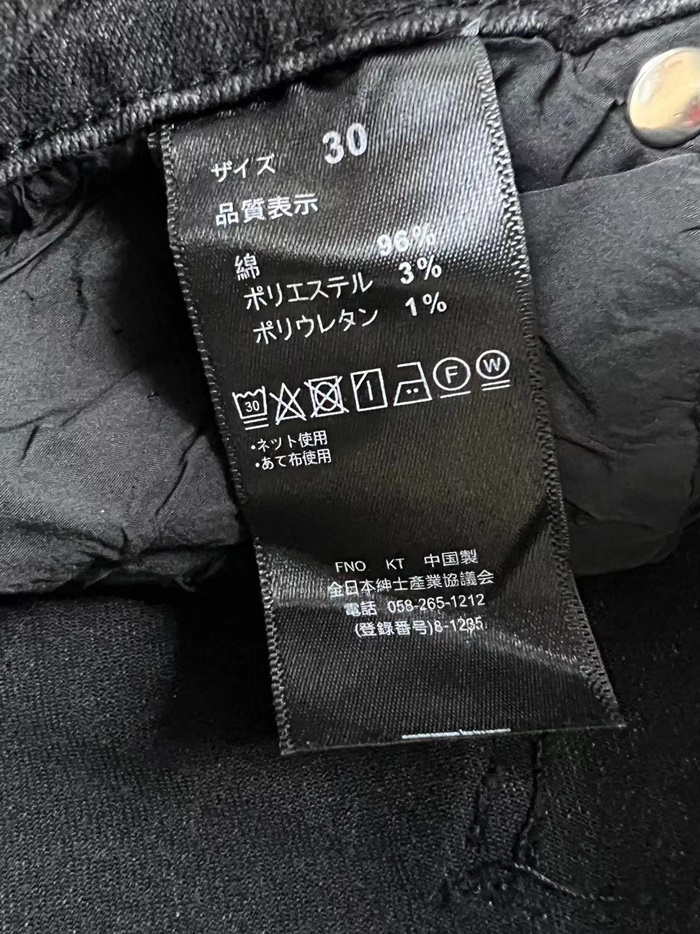 サイズ 30
品質表示
綿 96%
ポリエステル 3%
ポリウレタン 1%
30 F W
•ネット使用
•あて布使用
FNO KT 中国製
全日本紳士産業協議会
電話 058-265-1212
(登録番号)8-1235